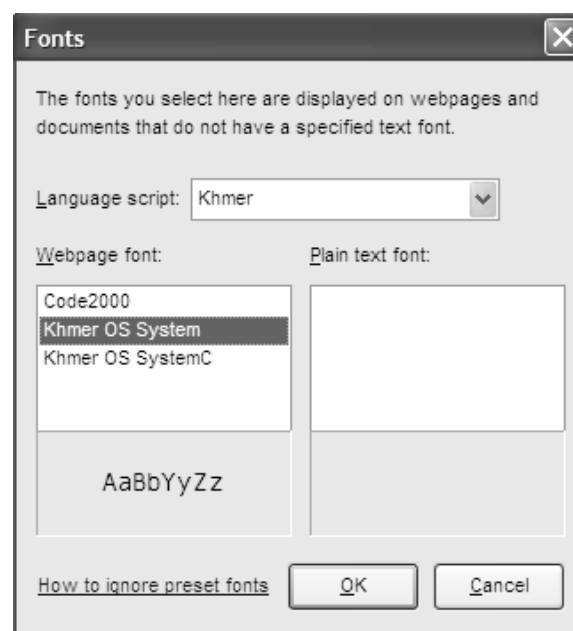 Fonts
The fonts you select here are displayed on webpages and
documents that do not have a specified text font.
Language script: Khmer
Webpage font: Plain text font:
Code2000
Khmer OS System
Khmer OS SystemC
AaBbYyZz
How to ignore preset fonts OK Cancel